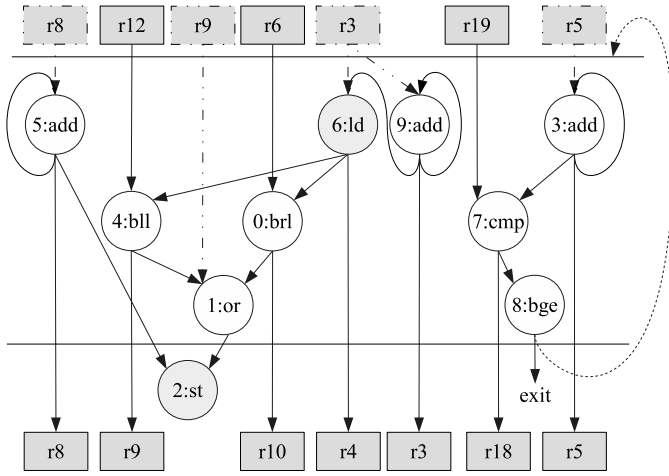 r8 r12 r9 r6 r3 r19 r5
5:add 6:ld 9:add 3:add
4:bll 0:brl 7:cmp
1:or 8:bge
2:st exit
r8 r9 r10 r4 r3 r18 r5